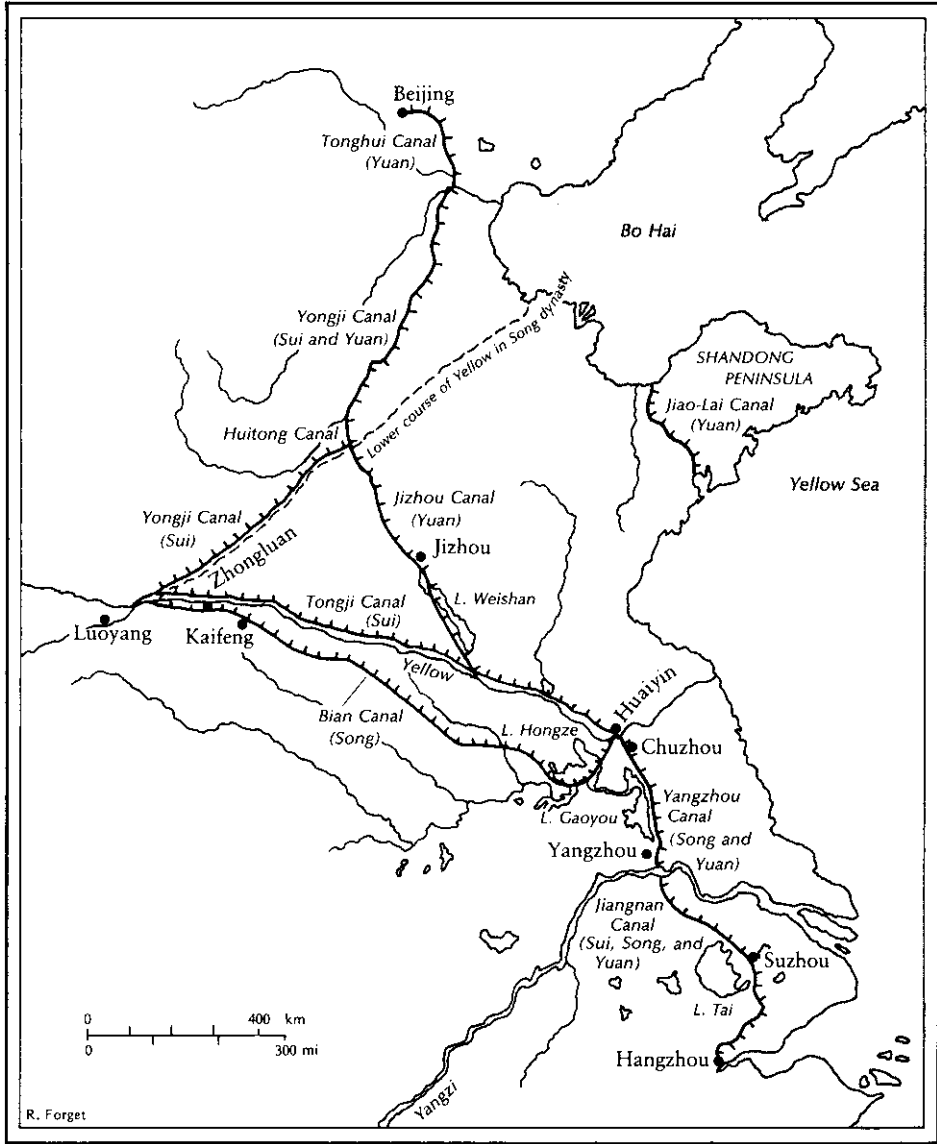 Beijing
Tonghui Canal
(Yuan)
Bo Hai
Yongji Canal
(Sui and Yuan)
Lower course of Yellow in Song dynasty
SHANDONG
PENINSULA
Jiao-Lai Canal
(Yuan)
Huitong Canal
Yellow Sea
Jizhou Canal
(Yuan)
Yongji Canal
(Sui)
Zhongluan
Jizhou
L. Weishan
Tongji Canal
(Sui)
Luoyang
Kaifeng
Yellow
Huaiyin
Bian Canal
(Song)
L. Hongze
Chuzhou
L. Gaoyou
Yangzhou
Canal
(Song and
Yuan)
Yangzhou
Jiangnan
Canal
(Sui, Song, and
Yuan)
Suzhou
L. Tai
0 400 km
0 300 mi
Hangzhou
Yangzi
R. Forget